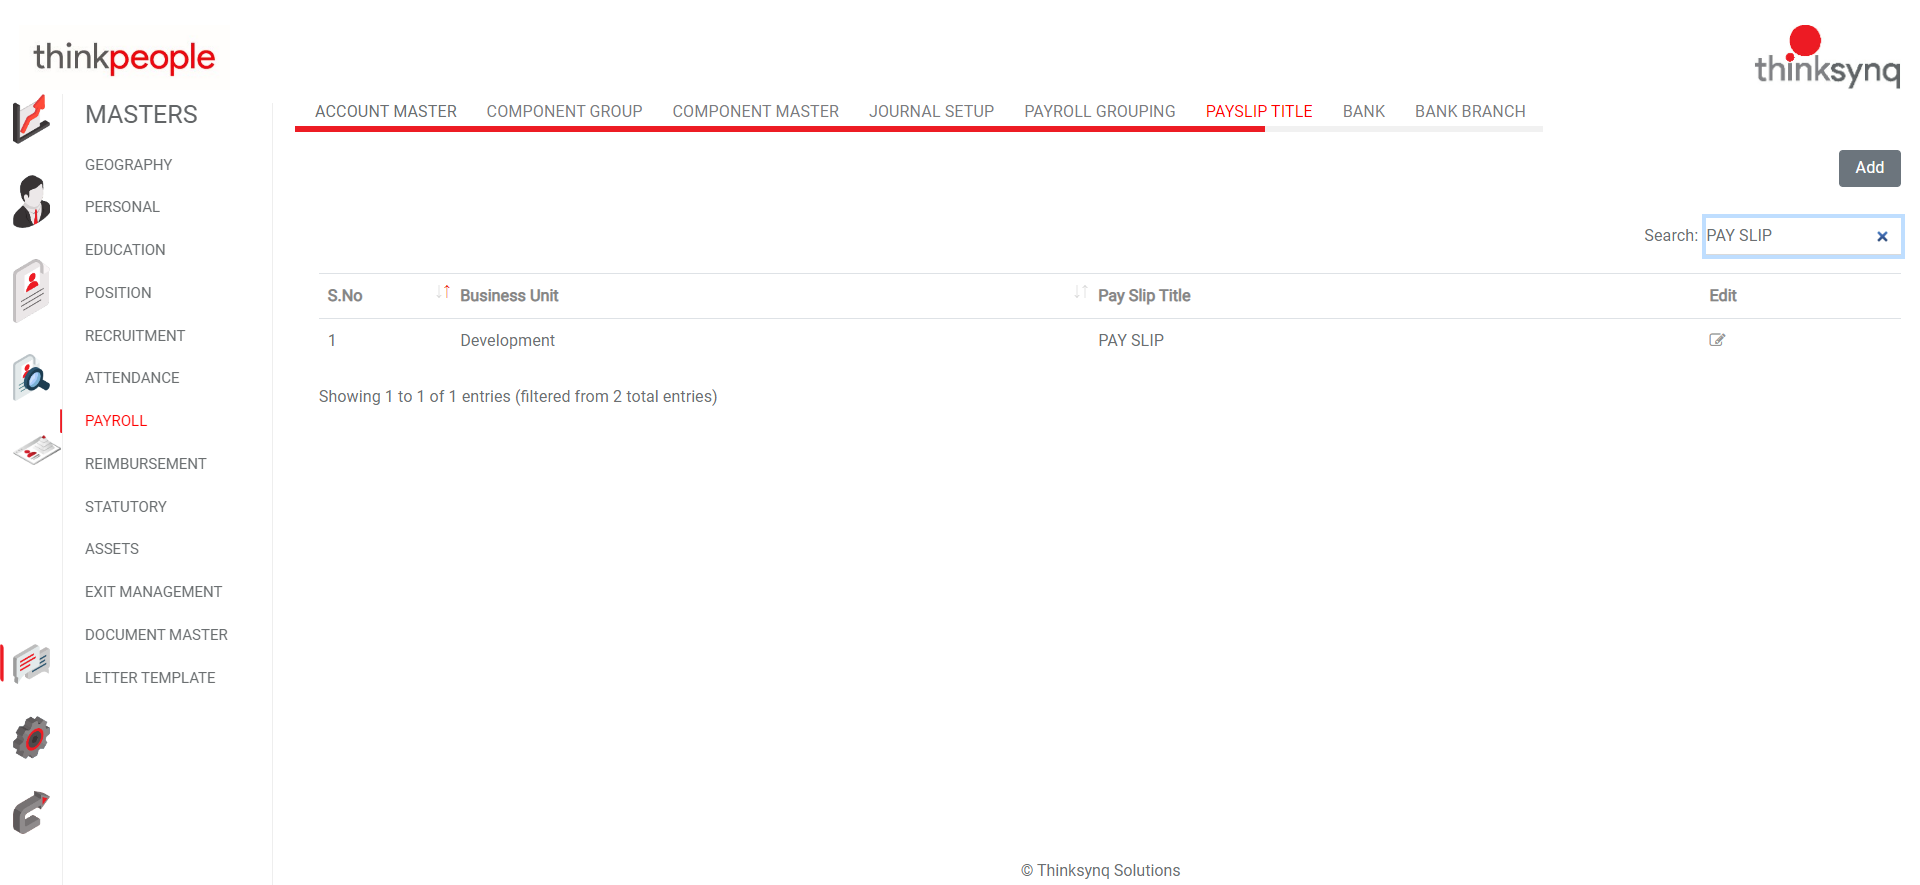 thinkpeople
thinksynq
MASTERS
GEOGRAPHY
PERSONAL
EDUCATION
POSITION
RECRUITMENT
ATTENDANCE
PAYROLL
REIMBURSEMENT
STATUTORY
ASSETS
EXIT MANAGEMENT
DOCUMENT MASTER
LETTER TEMPLATE
ACCOUNT MASTER COMPONENT GROUP COMPONENT MASTER JOURNAL SETUP PAYROLL GROUPING PAYSLIP TITLE BANK BANK BRANCH
Add
Search: PAY SLIP
S.No Business Unit Pay Slip Title Edit
1 Development PAY SLIP
Showing 1 to 1 of 1 entries (filtered from 2 total entries)
© Thinksynq Solutions